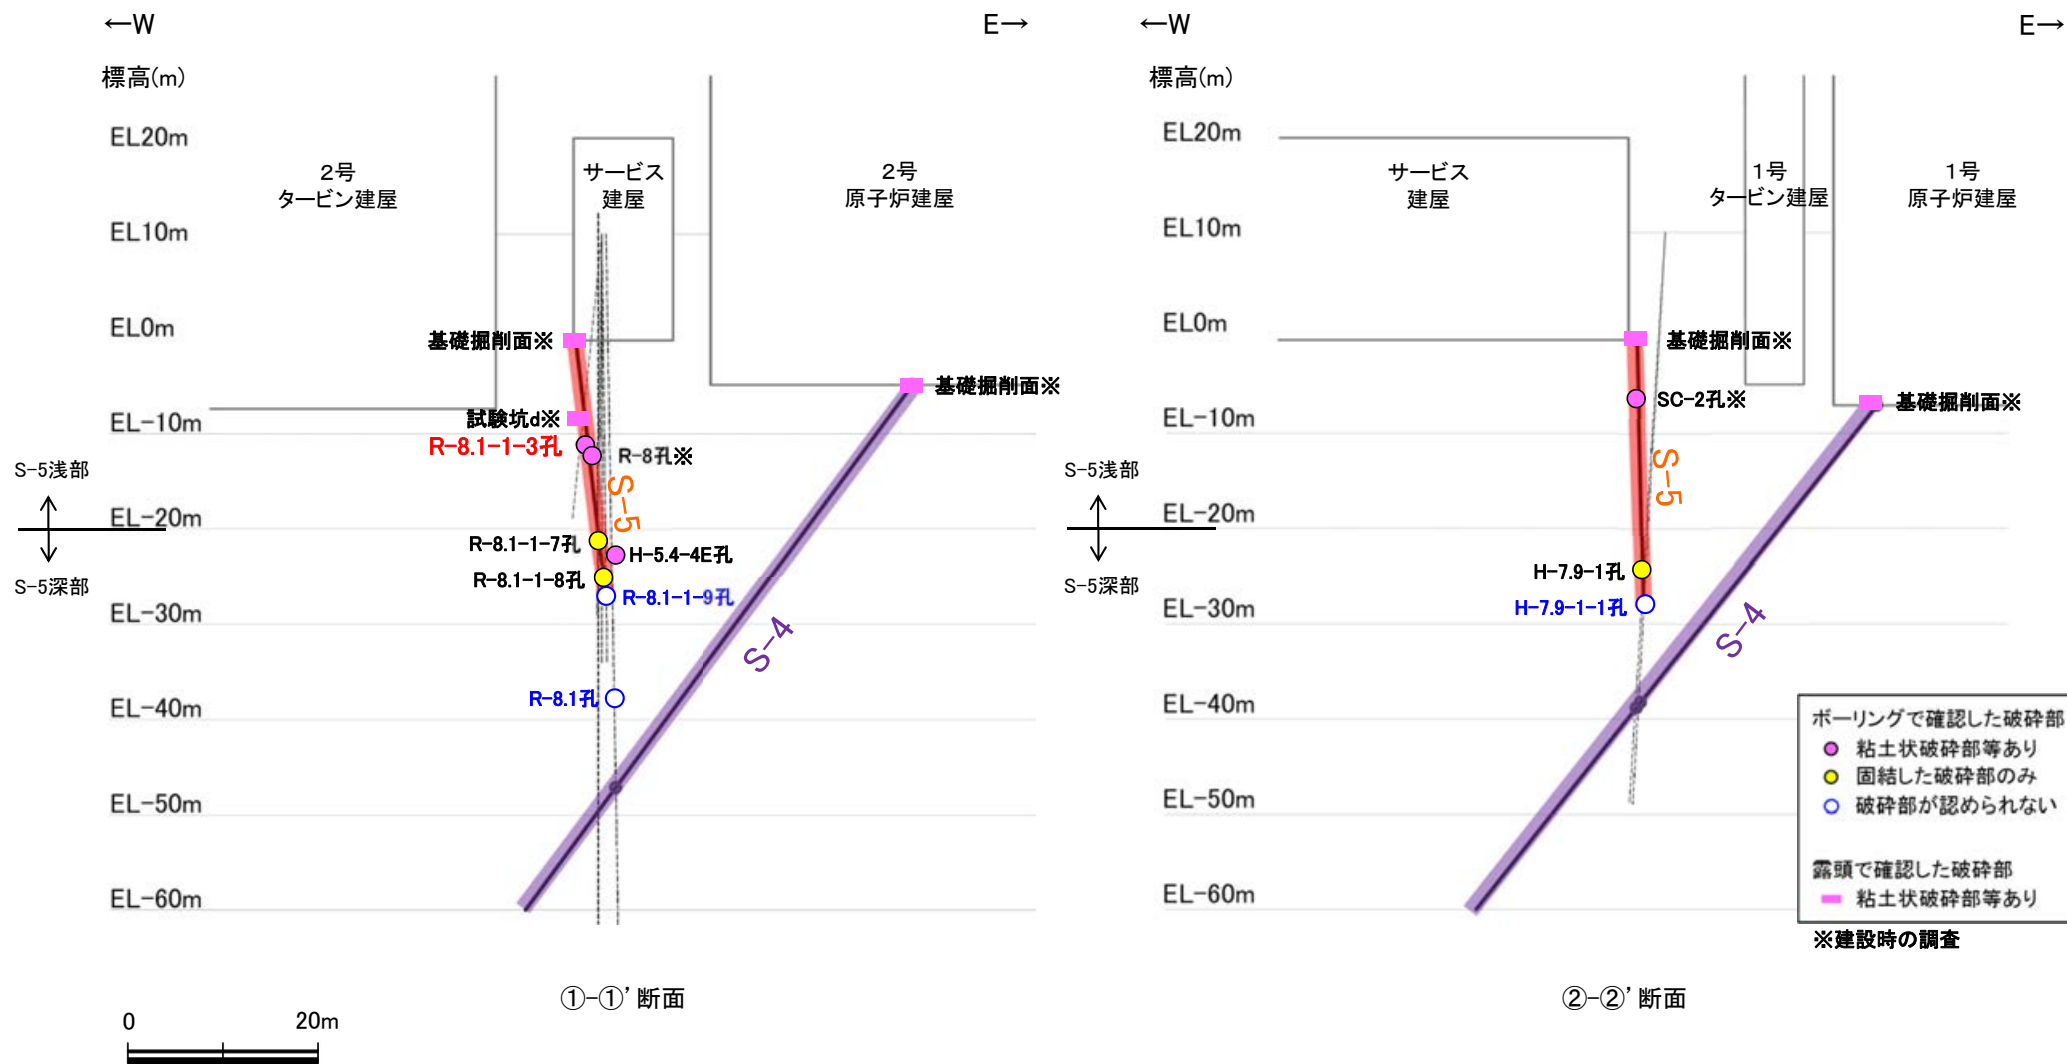 ←W
E→
標高(m)
EL20m
EL10m
EL0m
EL-10m
EL-20m
EL-30m
EL-40m
EL-50m
EL-60m
2号
タービン建屋
サービス
建屋
2号
原子炉建屋
基礎掘削面※
基礎掘削面※
試験坑d※
R-8.1-1-3孔
R-8孔※
S-5浅部
S-5深部
S-5
R-8.1-1-7孔
H-5.4-4E孔
R-8.1-1-8孔
R-8.1-1-9孔
S-4
R-8.1孔
①-①’断面
0
20m
←W
E→
標高(m)
EL20m
EL10m
EL0m
EL-10m
EL-20m
EL-30m
EL-40m
EL-50m
EL-60m
サービス
建屋
1号
タービン建屋
1号
原子炉建屋
基礎掘削面※
SC-2孔※
基礎掘削面※
S-5浅部
S-5深部
S-5
H-7.9-1孔
H-7.9-1-1孔
S-4
②-②’断面
ボーリングで確認した破砕部
粘土状破砕部等あり
固結した破砕部のみ
破砕部が認められない
露頭で確認した破砕部
粘土状破砕部等あり
※建設時の調査